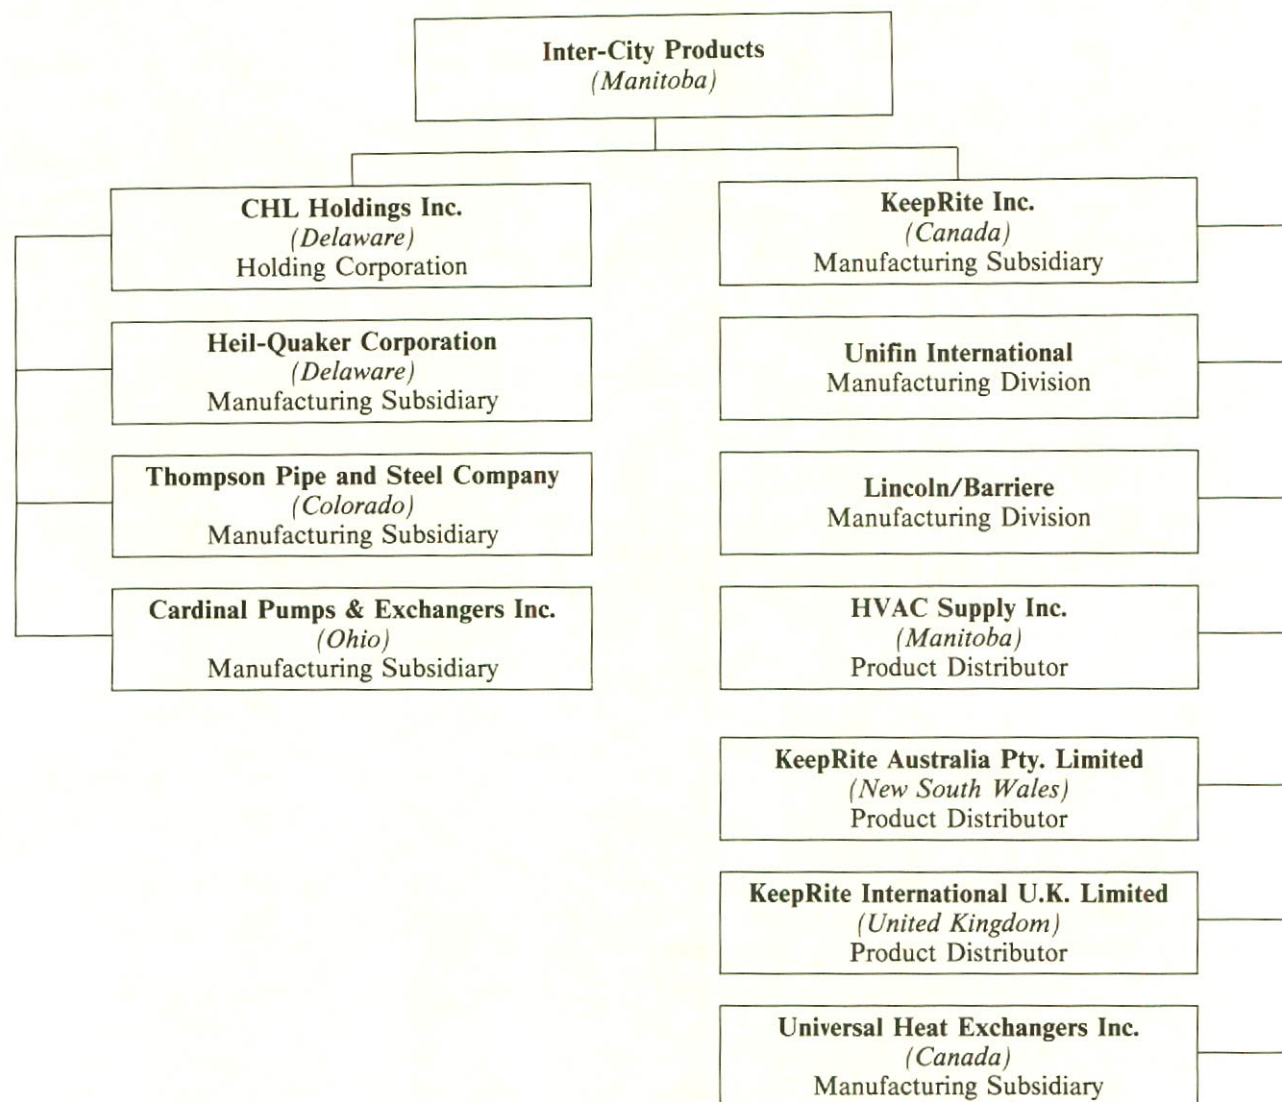 Inter-City Products
(Manitoba)
CHL Holdings Inc.
(Delaware)
Holding Corporation
Heil-Quaker Corporation
(Delaware)
Manufacturing Subsidiary
Thompson Pipe and Steel Company
(Colorado)
Manufacturing Subsidiary
Cardinal Pumps & Exchangers Inc.
(Ohio)
Manufacturing Subsidiary
KeepRite Inc.
(Canada)
Manufacturing Subsidiary
Unifin International
Manufacturing Division
Lincoln/Barriere
Manufacturing Division
HVAC Supply Inc.
(Manitoba)
Product Distributor
KeepRite Australia Pty. Limited
(New South Wales)
Product Distributor
KeepRite International U.K. Limited
(United Kingdom)
Product Distributor
Universal Heat Exchangers Inc.
(Canada)
Manufacturing Subsidiary